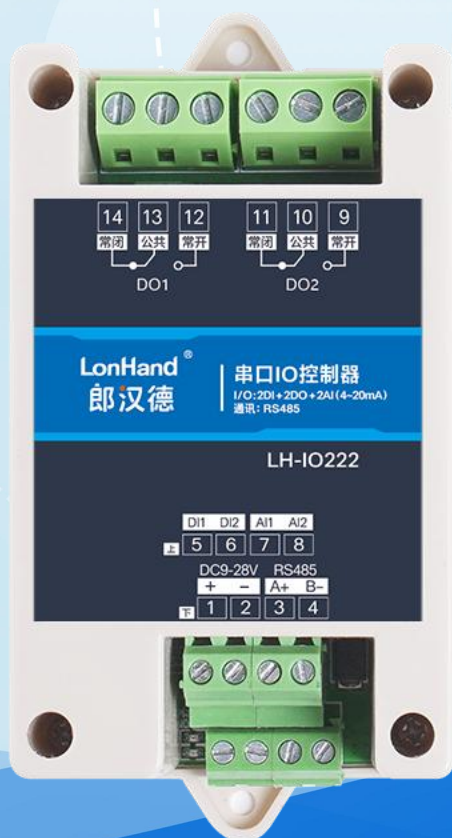 14 13 12 11 10 9
常闭 公共 常开 常闭 公共 常开
DO1 DO2
LonHand®
郎汉德
串口IO控制器
I/O:2DI+2DO+2AI(4~20mA)
通讯: RS485
LH-IO222
DI1 DI2 AI1 AI2
上 5 6 7 8
DC9-28V RS485
+ - A+ B-
下 1 2 3 4